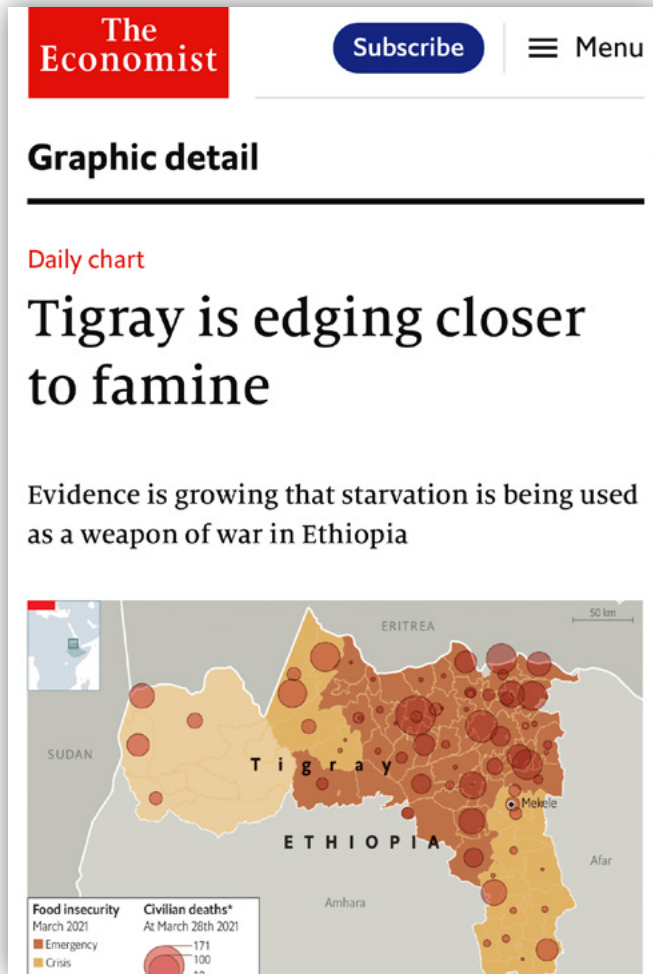 The
Economist
Subscribe
Menu
Graphic detail
Daily chart
Tigray is edging closer
to famine
Evidence is growing that starvation is being used
as a weapon of war in Ethiopia
50 km
ERITREA
SUDAN
Tigray
Mekele
ETHIOPIA
Afar
Amhara
Food insecurity
March 2021
Emergency
Crisis
Civilian deaths*
At March 28th 2021
171
100